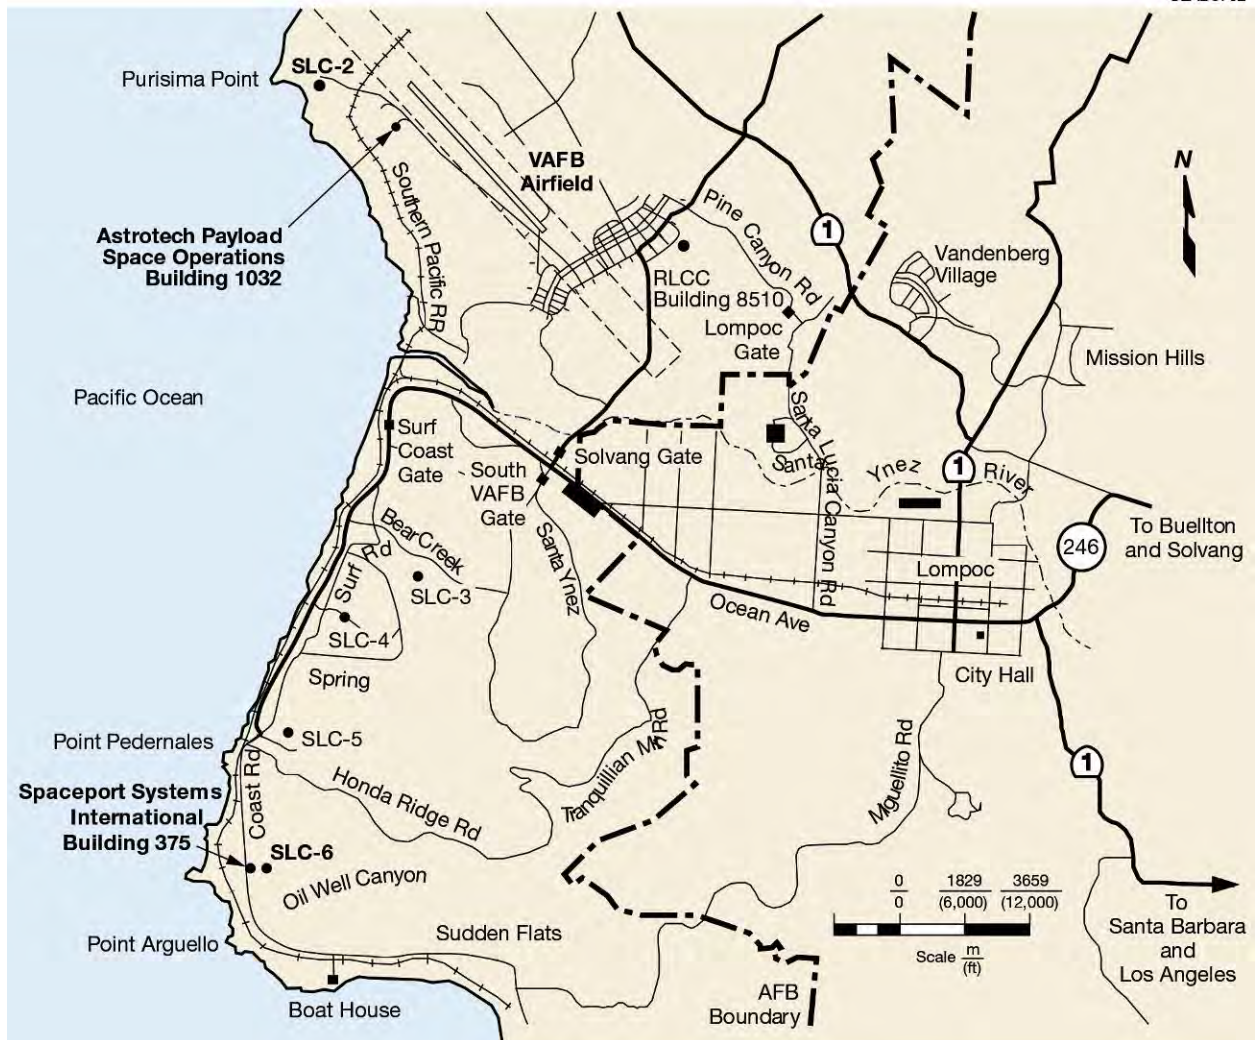 SLC-2
Purisima Point
VAFB
Airfield
N
Southern Pacific RR
Pine Canyon Rd
1
Astrotech Payload
Space Operations
Building 1032
Vandenberg
Village
RLCC
Building 8510
Lompoc
Gate
Mission Hills
Pacific Ocean
Surf
Coast
Gate
Santa Lucia Canyon Rd
Solvang Gate
South
VAFB
Gate
Santa Ynez River
1
To Buellton
and Solvang
246
Bear Creek
Surf Rd
Santa Ynez
Lompoc
SLC-3
Ocean Ave
SLC-4
Spring
City Hall
Point Pedernales
SLC-5
Tranquillian Mt Rd
Miguellito Rd
1
Coast Rd
Honda Ridge Rd
Spaceport Systems
International
Building 375
SLC-6
Oil Well Canyon
0 1829 3659
0 (6,000) (12,000)
Scale m
(ft)
To
Santa Barbara
and
Los Angeles
Point Arguello
Sudden Flats
Boat House
AFB
Boundary